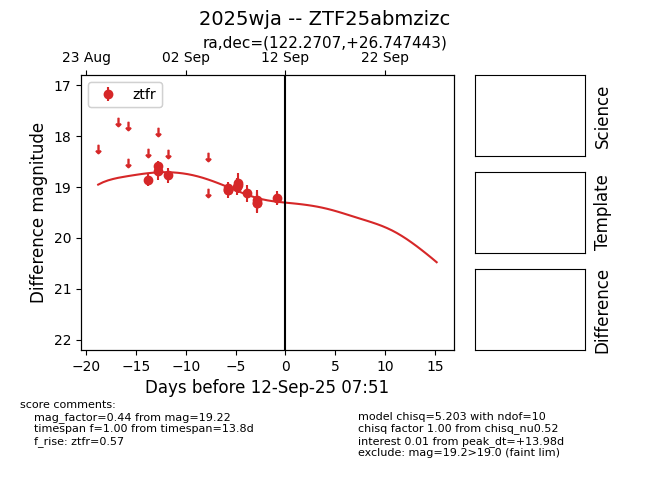 2025wja -- ZTF25abmzizc
ra,dec=(122.2707,+26.747443)
23 Aug 02 Sep 12 Sep 22 Sep
ztfr
17
18
19
20
21
22
Difference magnitude
−20 −15 −10 −5 0 5 10 15
Days before 12-Sep-25 07:51
Science
Template
Difference
score comments:
mag_factor=0.44 from mag=19.22
timespan f=1.00 from timespan=13.8d
f_rise: ztfr=0.57
model chisq=5.203 with ndof=10
chisq factor 1.00 from chisq_nu0.52
interest 0.01 from peak_dt=+13.98d
exclude: mag=19.2>19.0 (faint lim)